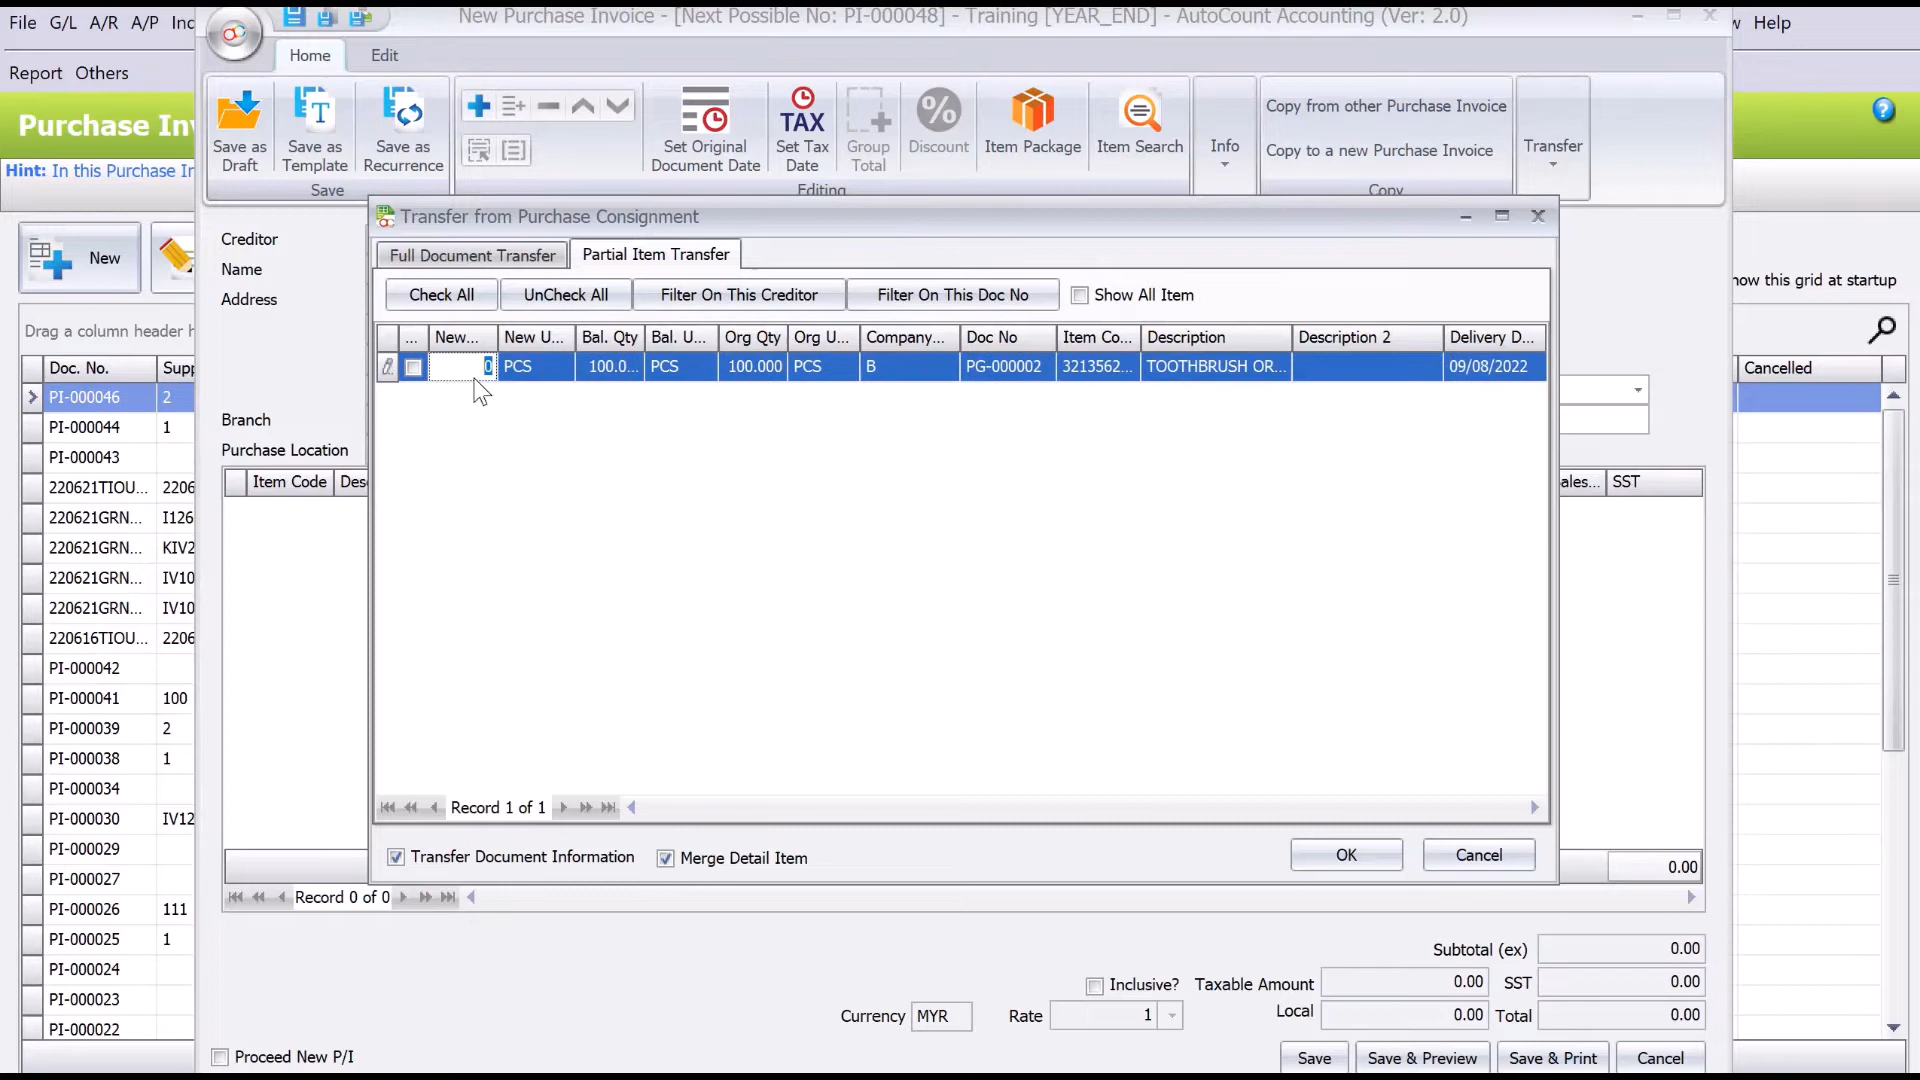 New Purchase Invoice - [Next Possible No: PI-000048] - Training [YEAR_END] - AutoCount Accounting (Ver: 2.0)
File G/L A/R A/P
Help
Home Edit
Report Others
Purchase Inv
Hint: In this Purchase In
Save as Draft
Save as Template
Save as Recurrence
Save
Set Original Document Date
TAX
Set Tax Date
Group Total
Discount
Item Package
Item Search
Editing
Info
Copy from other Purchase Invoice
Copy to a new Purchase Invoice
Copy
Transfer
New
how this grid at startup
Drag a column header h
Doc. No. Supp
Cancelled
PI-000046 2
PI-000044 1
PI-000043
220621TIOU... 2206
220621GRN... I126
220621GRN... KIV2
220621GRN... IV10
220621GRN... IV10
220616TIOU... 2206
PI-000042
PI-000041 100
PI-000039 2
PI-000038 1
PI-000034
PI-000030 IV12
PI-000029
PI-000027
PI-000026 111
PI-000025 1
PI-000024
PI-000023
PI-000022
Creditor
Name
Address
Branch
Purchase Location
Item Code Desc
ales... SST
Transfer from Purchase Consignment
Full Document Transfer Partial Item Transfer
Check All UnCheck All Filter On This Creditor Filter On This Doc No Show All Item
... New... New U... Bal. Qty Bal. U... Org Qty Org U... Company... Doc No Item Co... Description Description 2 Delivery D...
0 PCS 100.0... PCS 100.000 PCS B PG-000002 3213562... TOOTHBRUSH OR... 09/08/2022
Record 1 of 1
Transfer Document Information Merge Detail Item OK Cancel
0.00
Record 0 of 0
Subtotal (ex) 0.00
Inclusive? Taxable Amount 0.00 SST 0.00
Currency MYR Rate 1 Local 0.00 Total 0.00
Proceed New P/I
Save Save & Preview Save & Print Cancel